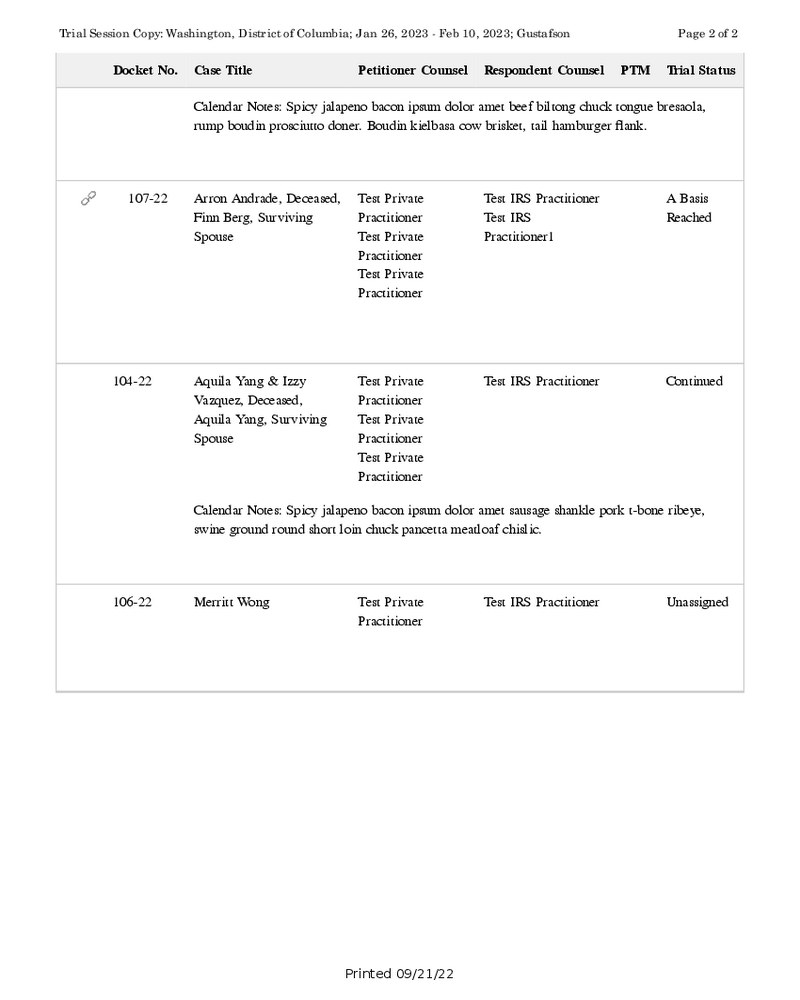 Trial Session Copy: Washington, District of Columbia; Jan 26, 2023 - Feb 10, 2023; Gustafson Page 2 of 2
Docket No. Case Title Petitioner Counsel Respondent Counsel PTM Trial Status
Calendar Notes: Spicy jalapeno bacon ipsum dolor amet beef biltong chuck tongue bresaola,
rump boudin prosciutto doner. Boudin kielbasa cow brisket, tail hamburger flank.
107-22 Arron Andrade, Deceased, Test Private Test IRS Practitioner A Basis
Finn Berg, Surviving Practitioner Test IRS Reached
Spouse Test Private Practitioner1
Practitioner
Test Private
Practitioner
104-22 Aquila Yang & Izzy Test Private Test IRS Practitioner Continued
Vazquez, Deceased, Practitioner
Aquila Yang, Surviving Test Private
Spouse Practitioner
Test Private
Practitioner
Calendar Notes: Spicy jalapeno bacon ipsum dolor amet sausage shankle pork t-bone ribeye,
swine ground round short loin chuck pancetta meatloaf chislic.
106-22 Merritt Wong Test Private Test IRS Practitioner Unassigned
Practitioner
Printed 09/21/22